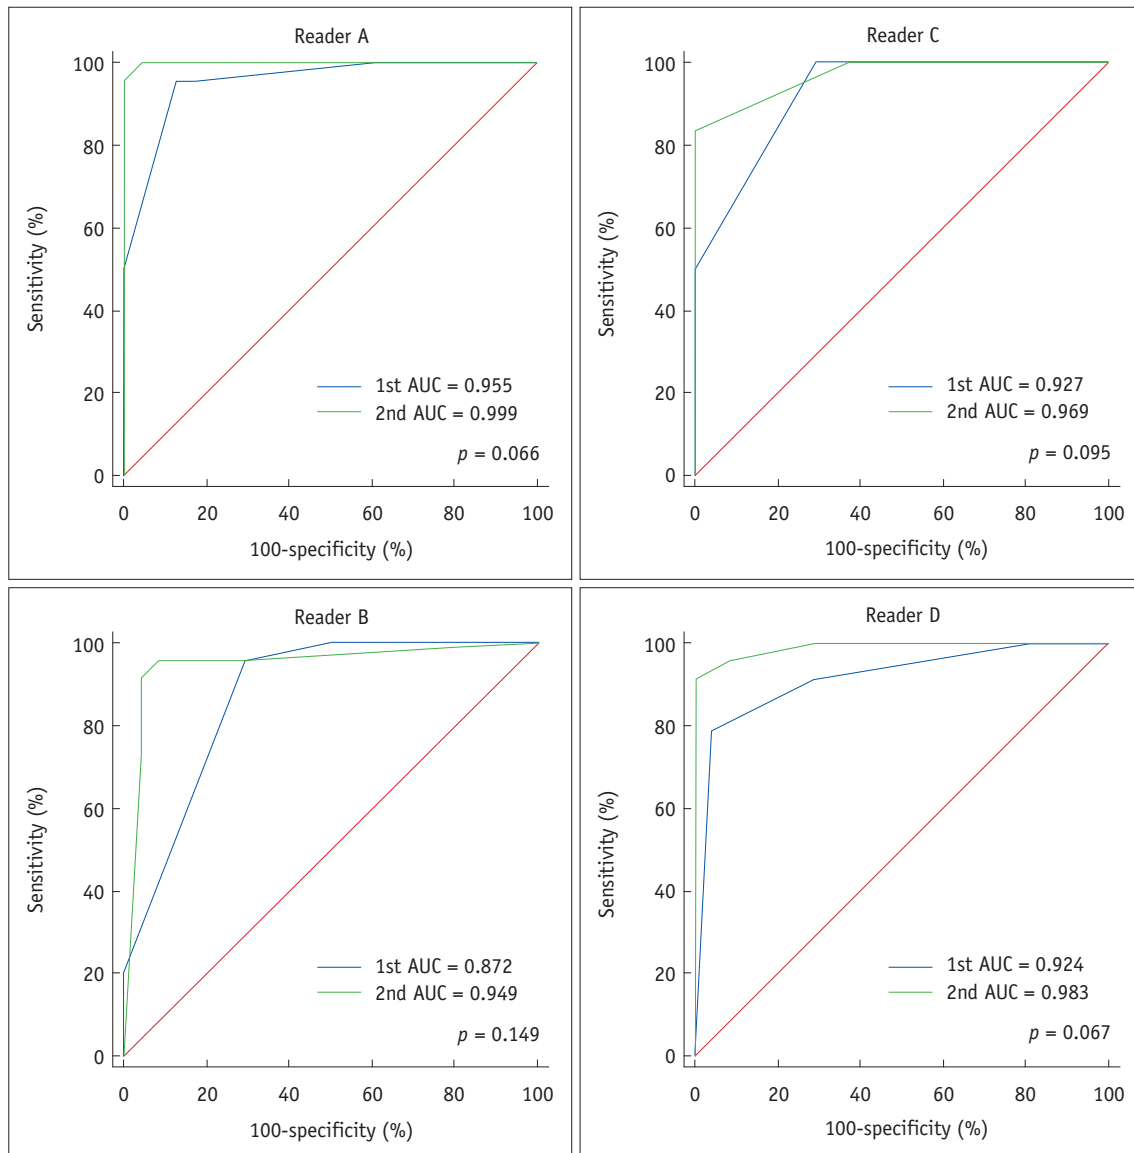 Reader A
100
80
60
40
20
0
Sensitivity (%)
1st AUC = 0.955
2nd AUC = 0.999
p = 0.066
0 20 40 60 80 100
100-specificity (%)
Reader C
100
80
60
40
20
0
Sensitivity (%)
1st AUC = 0.927
2nd AUC = 0.969
p = 0.095
0 20 40 60 80 100
100-specificity (%)
Reader B
100
80
60
40
20
0
Sensitivity (%)
1st AUC = 0.872
2nd AUC = 0.949
p = 0.149
0 20 40 60 80 100
100-specificity (%)
Reader D
100
80
60
40
20
0
Sensitivity (%)
1st AUC = 0.924
2nd AUC = 0.983
p = 0.067
0 20 40 60 80 100
100-specificity (%)